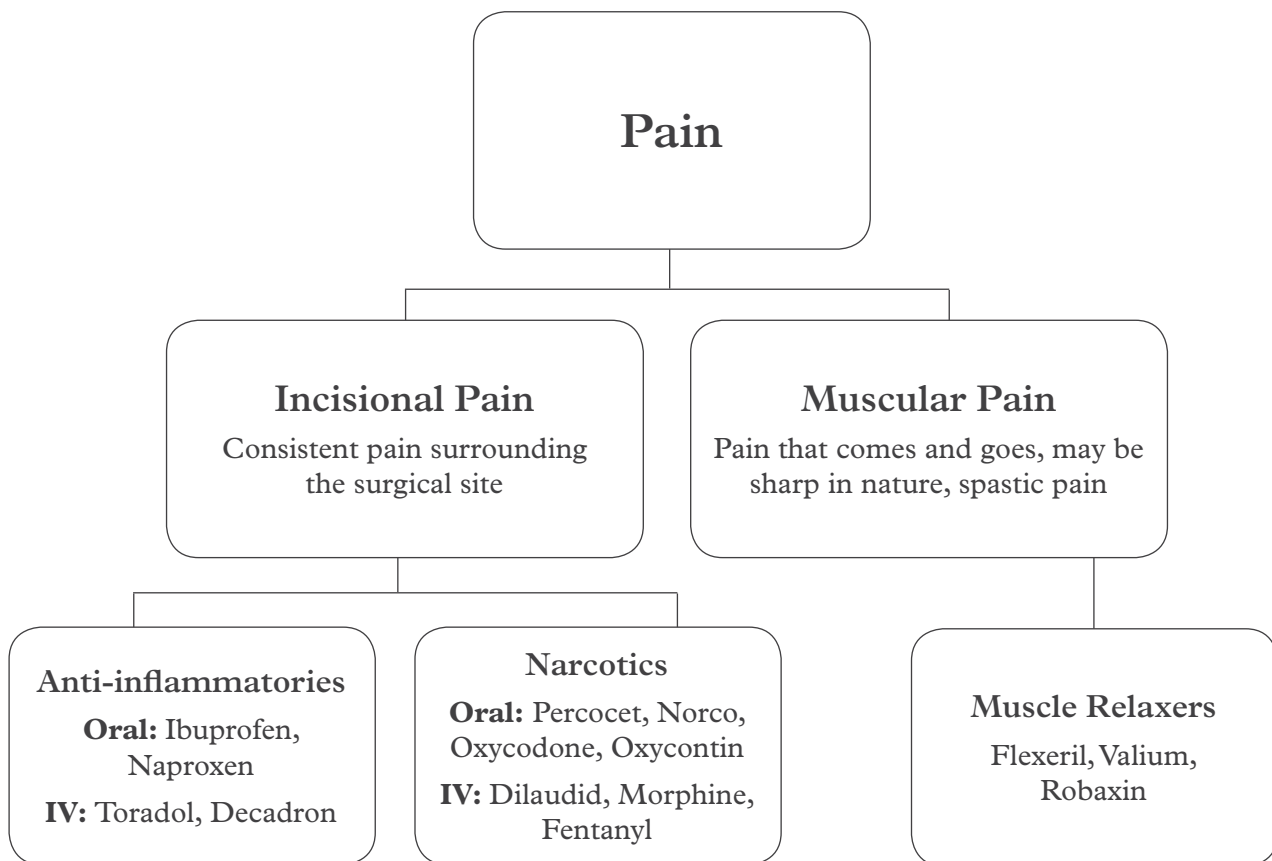 Pain
Incisional Pain
Consistent pain surrounding
the surgical site
Muscular Pain
Pain that comes and goes, may be
sharp in nature, spastic pain
Anti-inflammatories
Oral: Ibuprofen,
Naproxen
IV: Toradol, Decadron
Narcotics
Oral: Percocet, Norco,
Oxycodone, Oxycontin
IV: Dilaudid, Morphine,
Fentanyl
Muscle Relaxers
Flexeril, Valium,
Robaxin